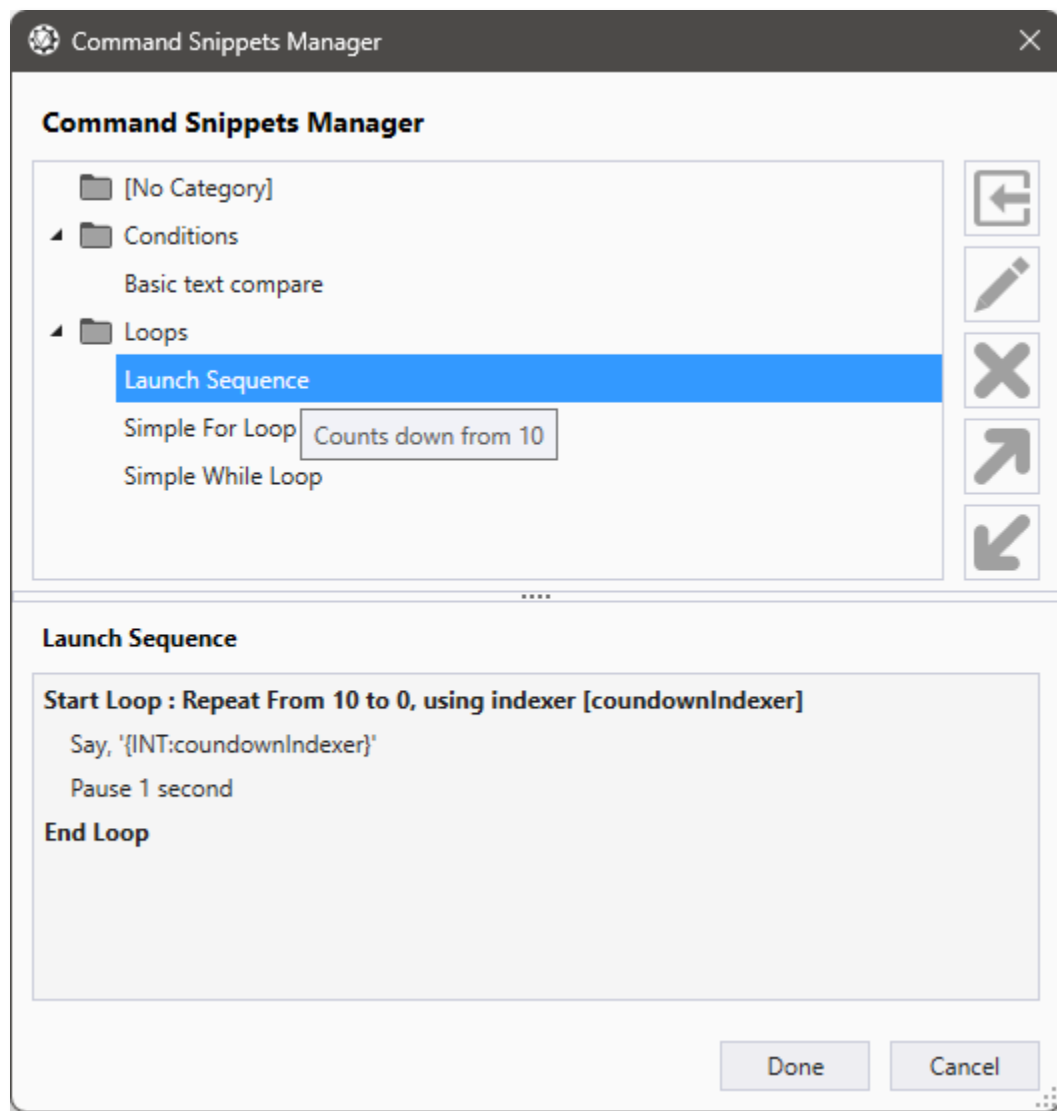 Command Snippets Manager
Command Snippets Manager
[No Category]
Conditions
Basic text compare
Loops
Launch Sequence
Simple For Loop
Counts down from 10
Simple While Loop
Launch Sequence
Start Loop : Repeat From 10 to 0, using indexer [coundownIndexer]
Say, '{INT:coundownIndexer}'
Pause 1 second
End Loop
Done
Cancel